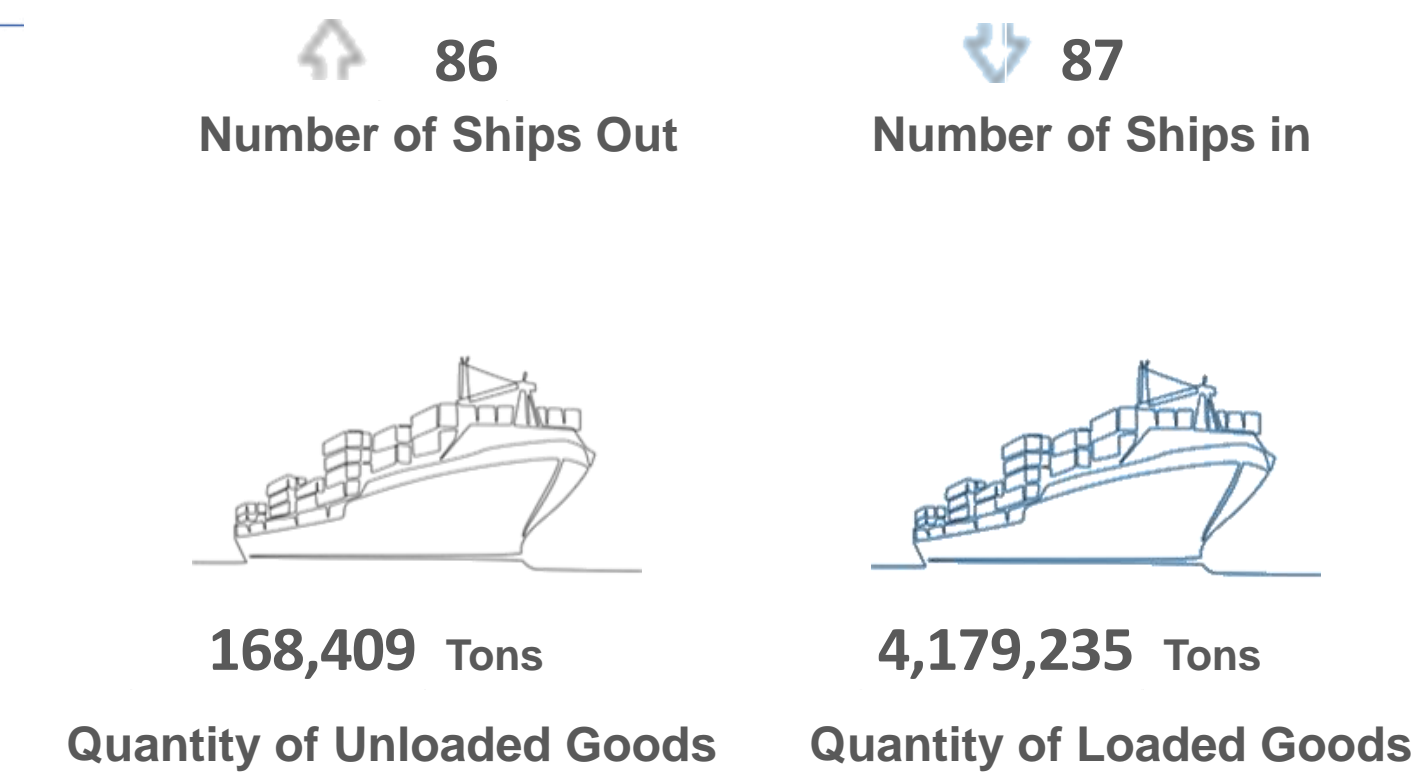 86
Number of Ships Out
87
Number of Ships in
168,409 Tons
Quantity of Unloaded Goods
4,179,235 Tons
Quantity of Loaded Goods